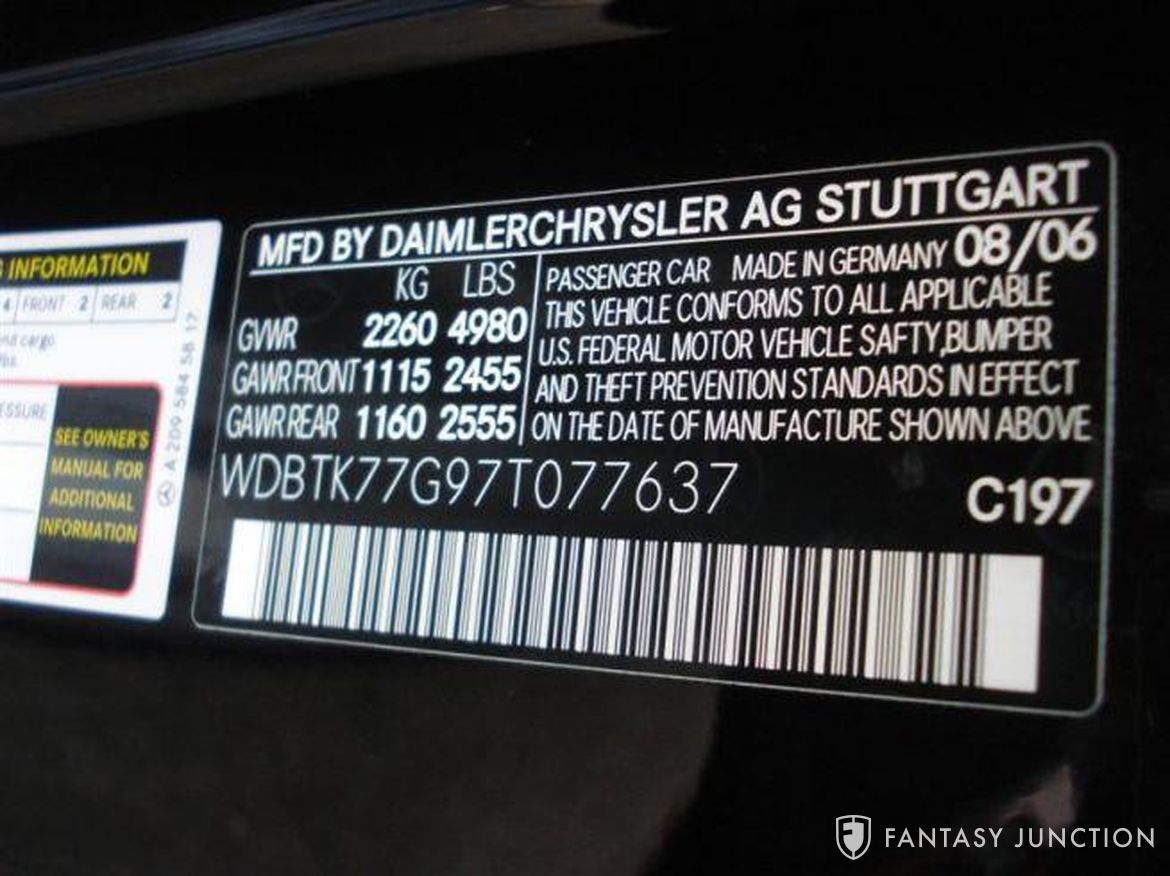 MFD BY DAIMLERCHRYSLER AG STUTTGART
KG LBS
GVWR 2260 4980
GAWR FRONT 1115 2455
GAWR REAR 1160 2555
PASSENGER CAR MADE IN GERMANY 08/06
THIS VEHICLE CONFORMS TO ALL APPLICABLE
U.S. FEDERAL MOTOR VEHICLE SAFTY,BUMPER
AND THEFT PREVENTION STANDARDS IN EFFECT
ON THE DATE OF MANUFACTURE SHOWN ABOVE
WDBTK77G97T077637
C197
INFORMATION
4 FRONT 2 REAR 2
cargo
SEE OWNER'S
MANUAL FOR
ADDITIONAL
INFORMATION
A 209 584 58 17
FANTASY JUNCTION